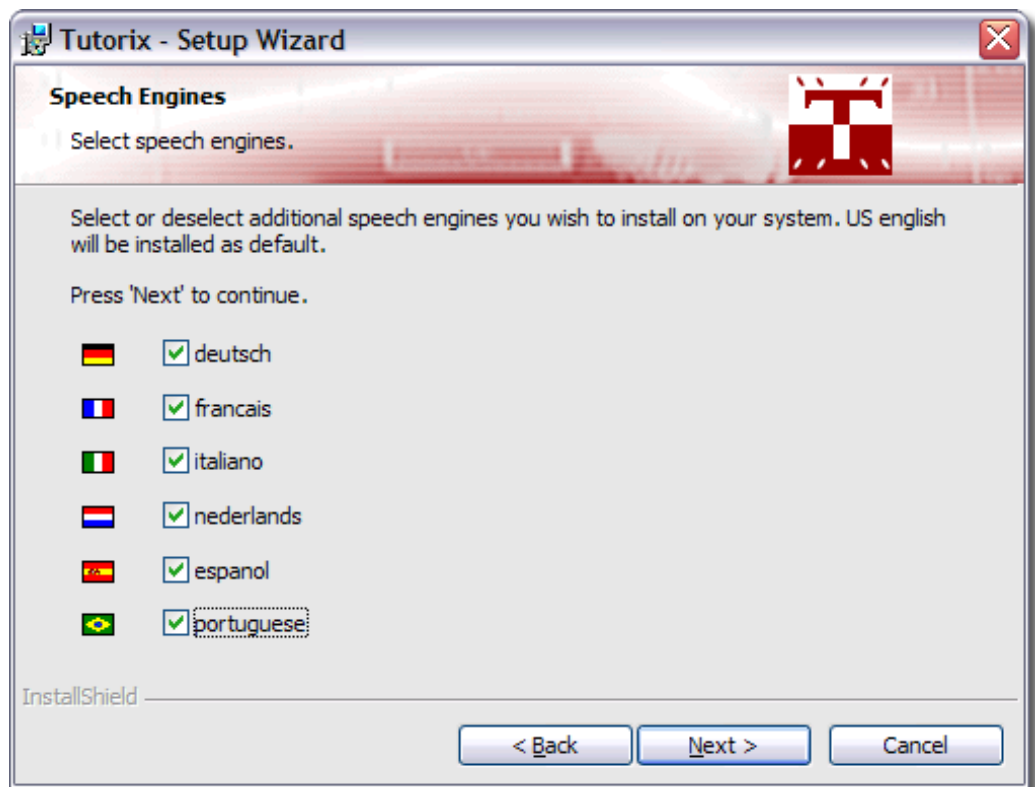 Tutorix - Setup Wizard
Speech Engines
Select speech engines.
T
Select or deselect additional speech engines you wish to install on your system. US english
will be installed as default.
Press 'Next' to continue.
deutsch
francais
italiano
nederlands
espanol
portuguese
InstallShield
< Back Next > Cancel